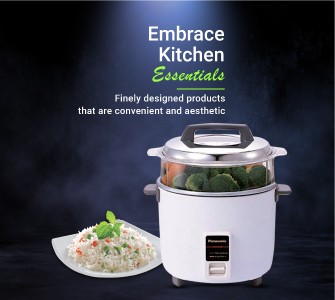 Embrace
Kitchen
Essentials
Finely designed products
that are convenient and aesthetic
Panasonic